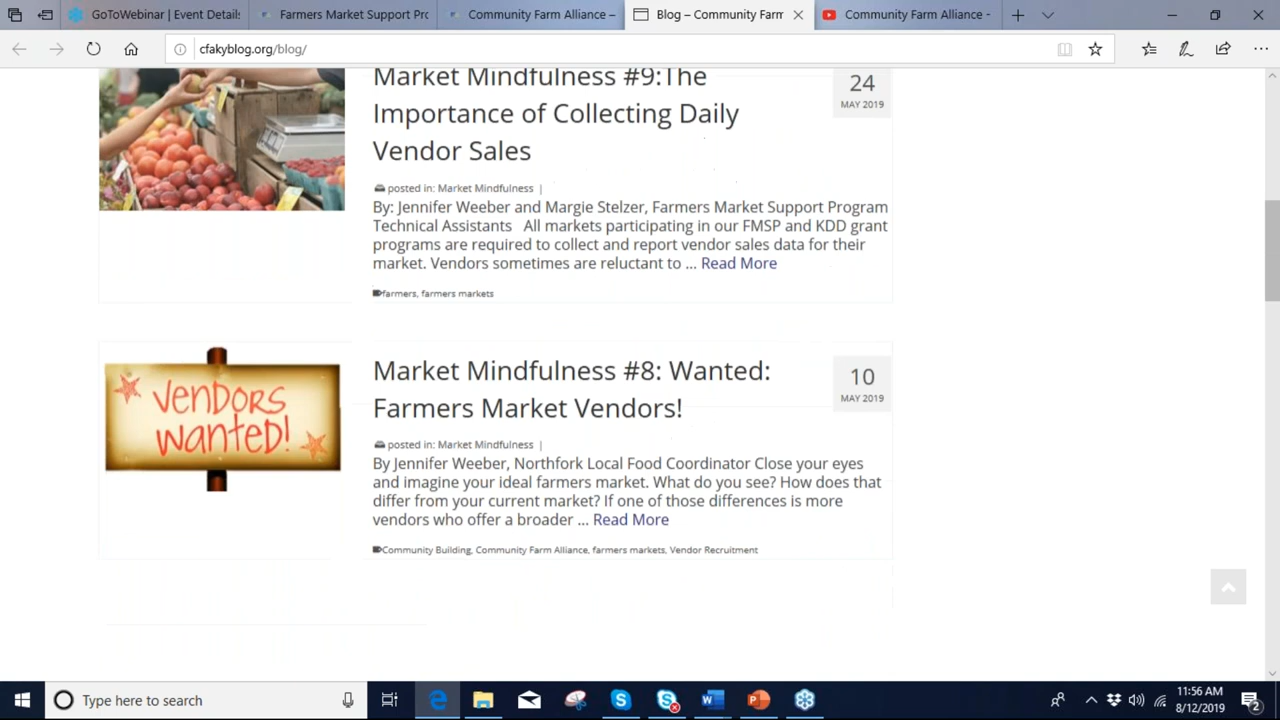 GoToWebinar | Event Details
Farmers Market Support Pro
Community Farm Alliance –
Blog – Community Farm
Community Farm Alliance -
cfakyblog.org/blog/
Market Mindfulness #9:The
Importance of Collecting Daily
Vendor Sales
24
MAY 2019
posted in: Market Mindfulness |
By: Jennifer Weeber and Margie Stelzer, Farmers Market Support Program
Technical Assistants All markets participating in our FMSP and KDD grant
programs are required to collect and report vendor sales data for their
market. Vendors sometimes are reluctant to ... Read More
farmers, farmers markets
VENDORS
WANTED!
Market Mindfulness #8: Wanted:
Farmers Market Vendors!
10
MAY 2019
posted in: Market Mindfulness |
By Jennifer Weeber, Northfork Local Food Coordinator Close your eyes
and imagine your ideal farmers market. What do you see? How does that
differ from your current market? If one of those differences is more
vendors who offer a broader ... Read More
Community Building, Community Farm Alliance, farmers markets, Vendor Recruitment
Type here to search
11:56 AM
8/12/2019
2